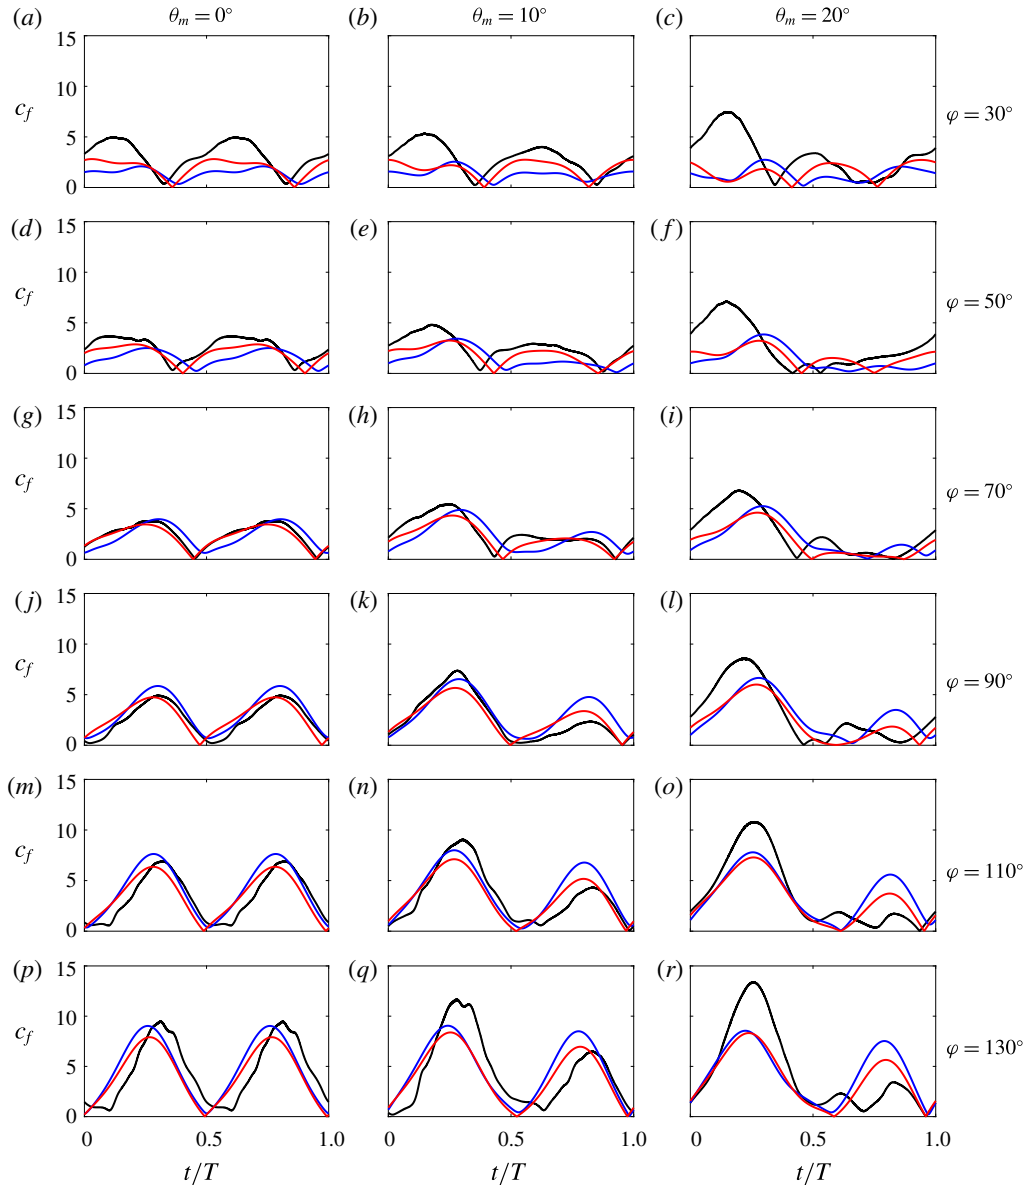 (a) θm = 0° (b) θm = 10° (c) θm = 20°
15
10
cf φ = 30°
5
0
(d) (e) (f)
15
10
cf φ = 50°
5
0
(g) (h) (i)
15
10
cf φ = 70°
5
0
(j) (k) (l)
15
10
cf φ = 90°
5
0
(m) (n) (o)
15
10
cf φ = 110°
5
0
(p) (q) (r)
15
10
cf φ = 130°
5
0
0 0.5 1.0 0 0.5 1.0 0 0.5 1.0
t/T t/T t/T